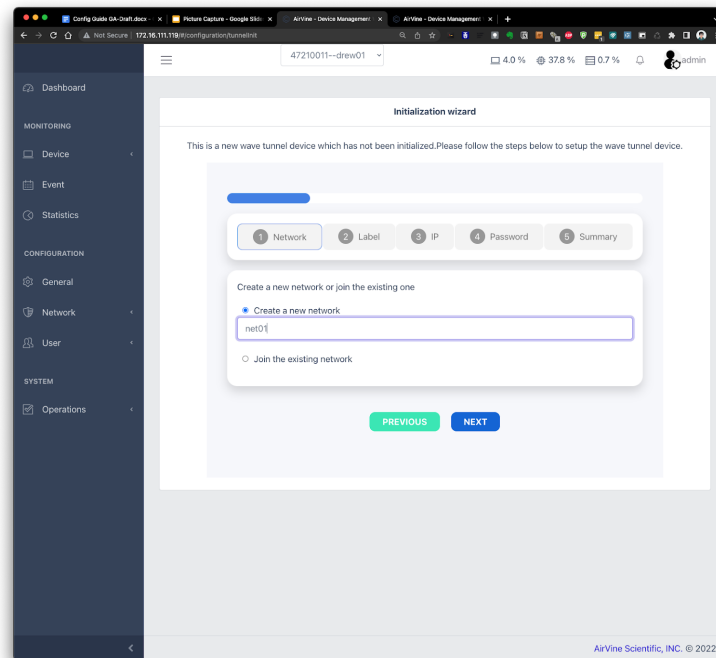 Config Guide GA-Draft.docx -
Picture Capture - Google Slide
AirVine - Device Management
AirVine - Device Management
Not Secure | 172.16.111.119/#/configuration/tunnelinit
47210011--drew01
4.0 %
37.8 %
0.7 %
admin
Dashboard
MONITORING
Device
Event
Statistics
CONFIGURATION
General
Network
User
SYSTEM
Operations
Initialization wizard
This is a new wave tunnel device which has not been initialized.Please follow the steps below to setup the wave tunnel device.
1 Network
2 Label
3 IP
4 Password
5 Summary
Create a new network or join the existing one
Create a new network
net01
Join the existing network
PREVIOUS
NEXT
AirVine Scientific, INC. © 2022